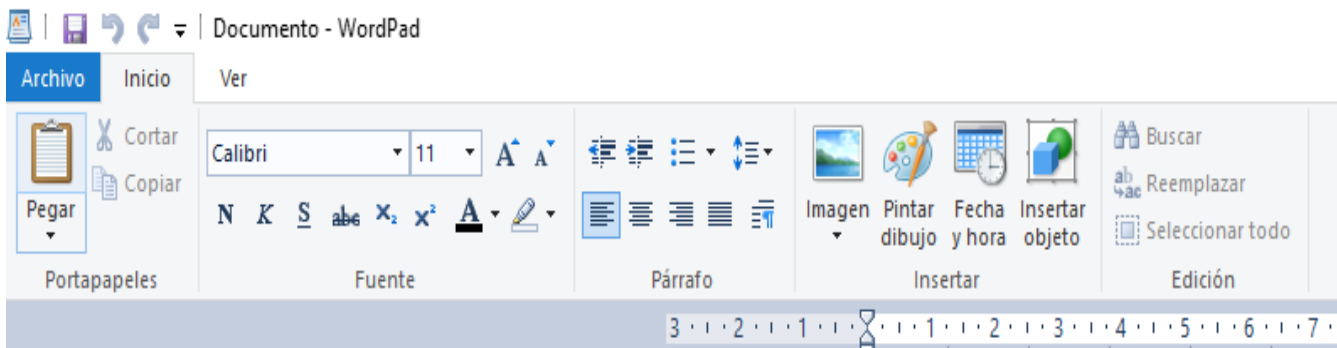 Documento - WordPad
Archivo Inicio Ver
Pegar
Cortar
Copiar
Portapapeles
Calibri 11 A A
N K S abc X₂ X² A
Fuente
Párrafo
Imagen
Pintar dibujo
Fecha y hora
Insertar objeto
Insertar
Buscar
Reemplazar
Seleccionar todo
Edición
3 2 1 1 2 3 4 5 6 7